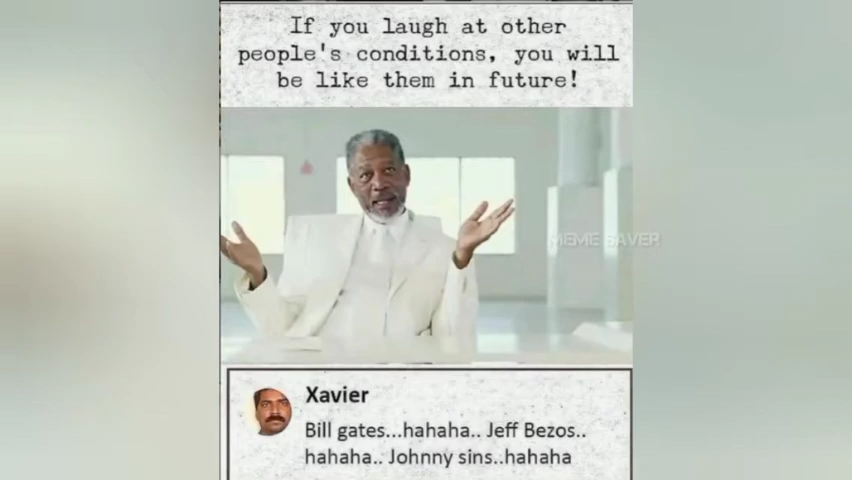 If you laugh at other
people's conditions, you will
be like them in future!
MEME SAVER
Xavier
Bill gates...hahaha.. Jeff Bezos..
hahaha.. Johnny sins..hahaha